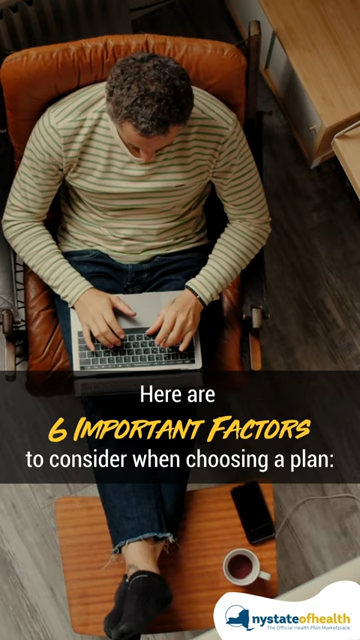 Here are
6 Important Factors
to consider when choosing a plan:
nystateofhealth
The Official Health Plan Marketplace